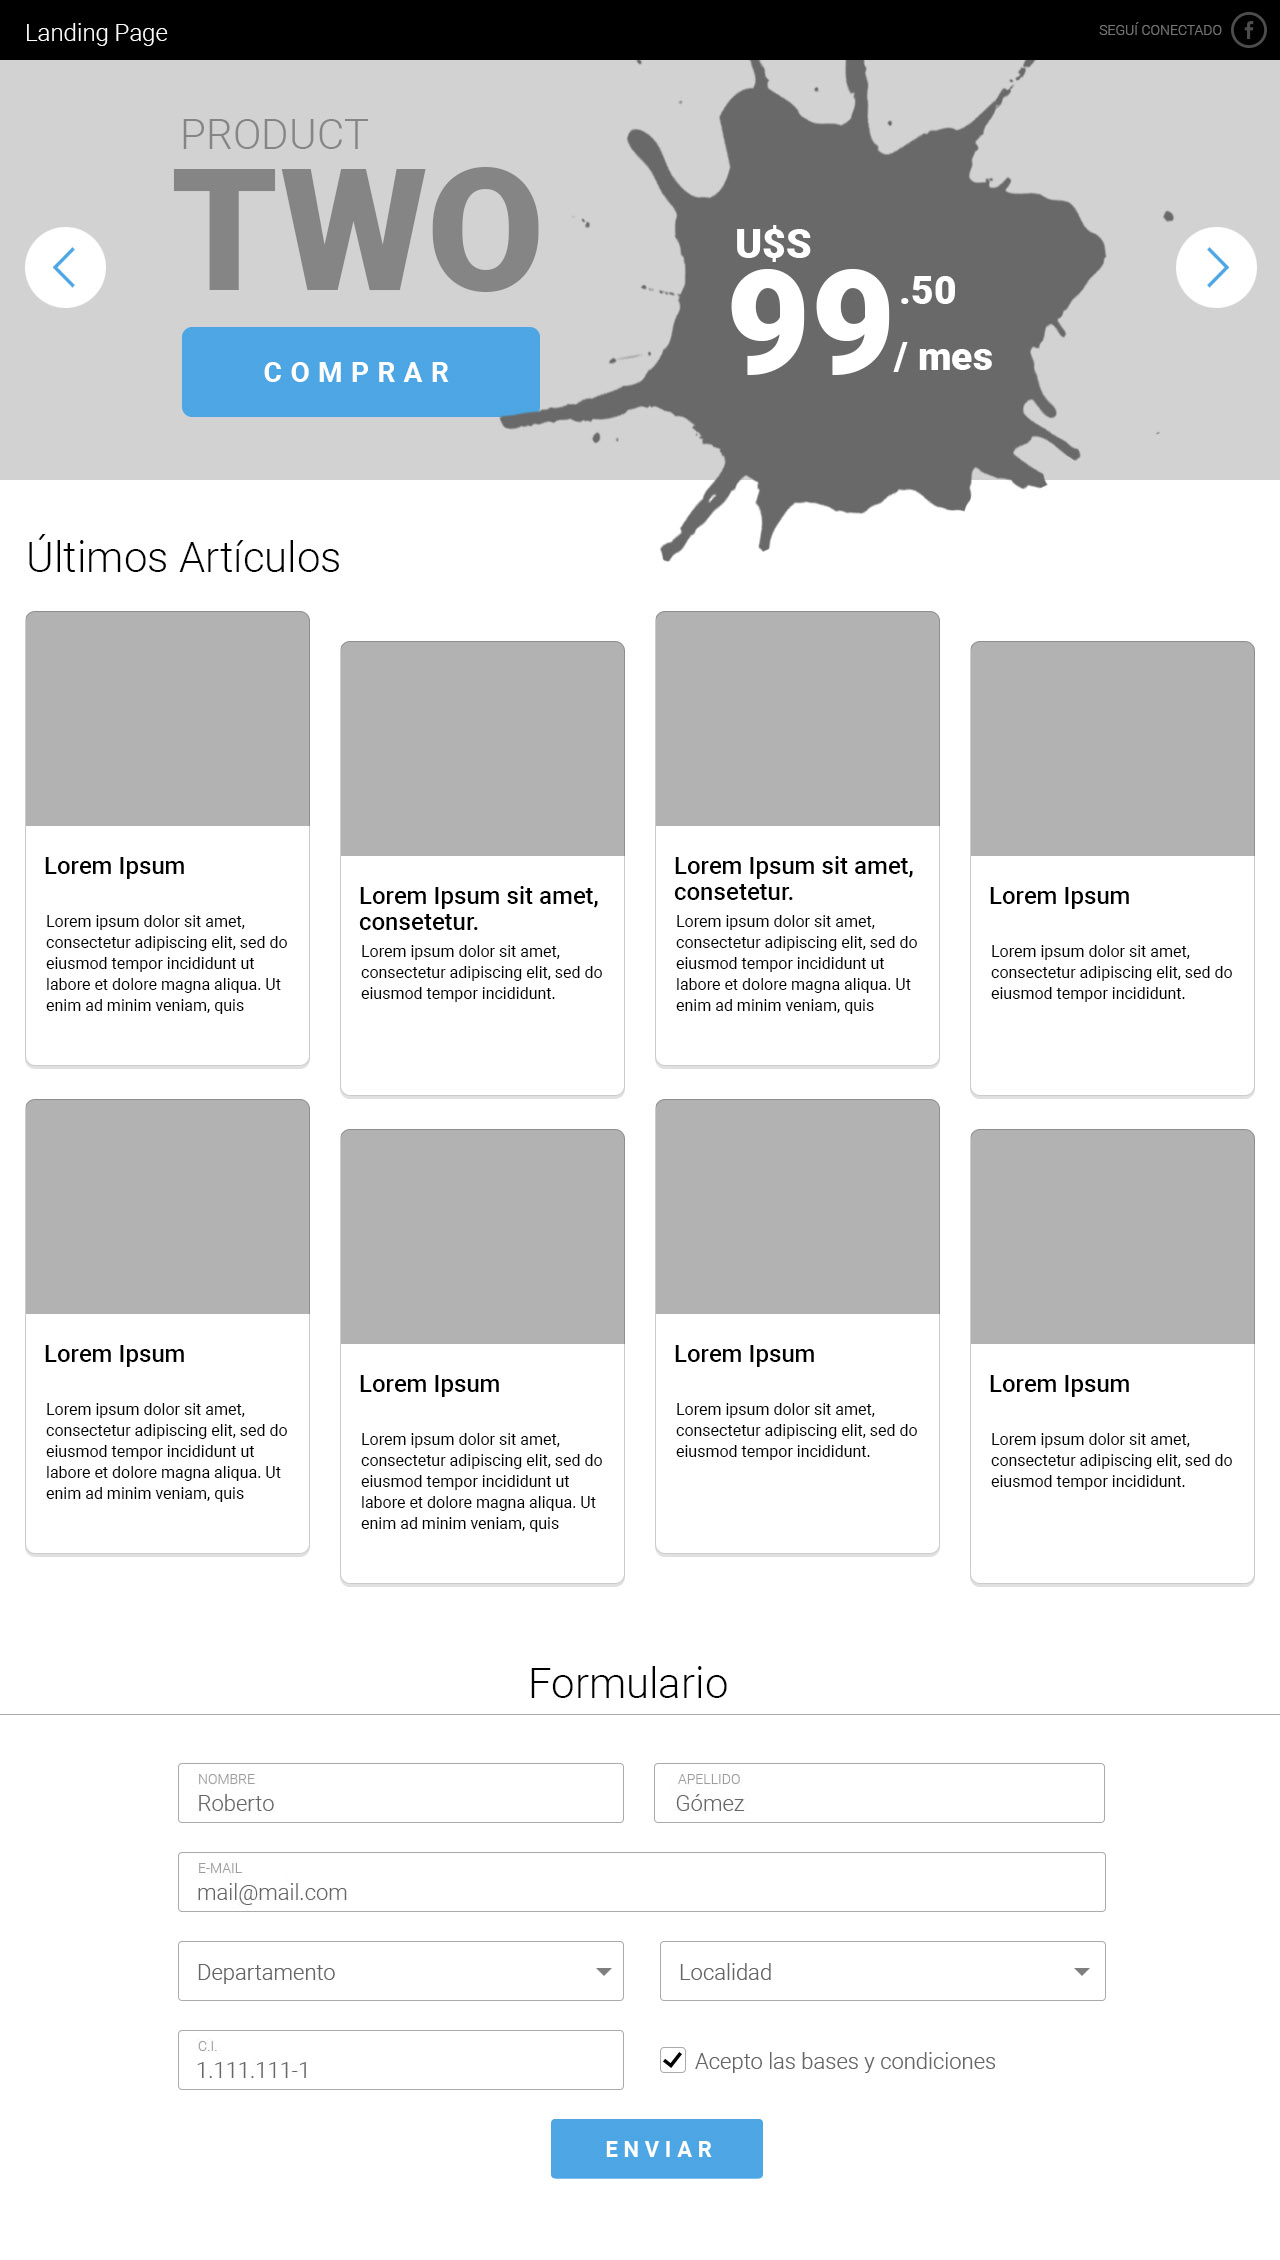 Landing Page
SEGUÍ CONECTADO
PRODUCT
TWO
COMPRAR
U$S
99.50
/ mes
Últimos Artículos
Lorem Ipsum
Lorem ipsum dolor sit amet,
consectetur adipiscing elit, sed do
eiusmod tempor incididunt ut
labore et dolore magna aliqua. Ut
enim ad minim veniam, quis
Lorem Ipsum sit amet,
consetetur.
Lorem ipsum dolor sit amet,
consectetur adipiscing elit, sed do
eiusmod tempor incididunt.
Lorem Ipsum sit amet,
consetetur.
Lorem ipsum dolor sit amet,
consectetur adipiscing elit, sed do
eiusmod tempor incididunt ut
labore et dolore magna aliqua. Ut
enim ad minim veniam, quis
Lorem Ipsum
Lorem ipsum dolor sit amet,
consectetur adipiscing elit, sed do
eiusmod tempor incididunt.
Lorem Ipsum
Lorem ipsum dolor sit amet,
consectetur adipiscing elit, sed do
eiusmod tempor incididunt ut
labore et dolore magna aliqua. Ut
enim ad minim veniam, quis
Lorem Ipsum
Lorem ipsum dolor sit amet,
consectetur adipiscing elit, sed do
eiusmod tempor incididunt ut
labore et dolore magna aliqua. Ut
enim ad minim veniam, quis
Lorem Ipsum
Lorem ipsum dolor sit amet,
consectetur adipiscing elit, sed do
eiusmod tempor incididunt.
Lorem Ipsum
Lorem ipsum dolor sit amet,
consectetur adipiscing elit, sed do
eiusmod tempor incididunt.
Formulario
NOMBRE
Roberto
APELLIDO
Gómez
E-MAIL
mail@mail.com
Departamento
Localidad
C.I.
1.111.111-1
Acepto las bases y condiciones
ENVIAR